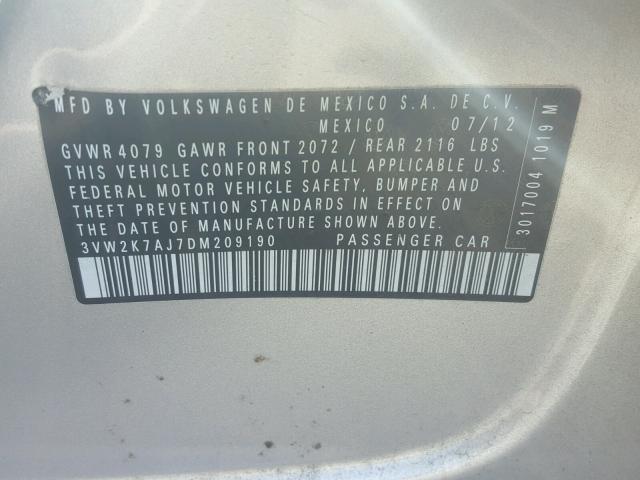 MFD BY VOLKSWAGEN DE MEXICO S.A. DE C.V.
MEXICO 07/12
GVWR 4079 GAWR FRONT 2072 / REAR 2116 LBS
THIS VEHICLE CONFORMS TO ALL APPLICABLE U.S.
FEDERAL MOTOR VEHICLE SAFETY, BUMPER AND
THEFT PREVENTION STANDARDS IN EFFECT ON
THE DATE OF MANUFACTURE SHOWN ABOVE.
3VW2K7AJ7DM209190 PASSENGER CAR
3017004 1019 M